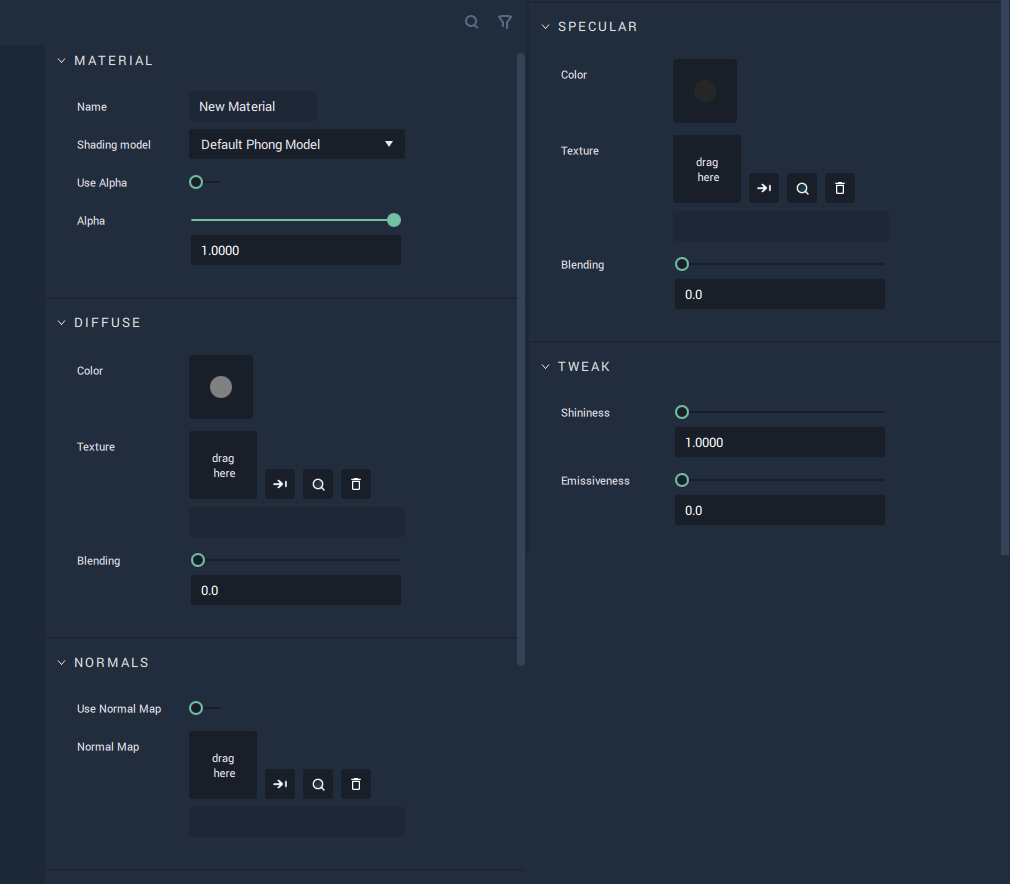 MATERIAL
Name
New Material
Shading model
Default Phong Model
Use Alpha
Alpha
1.0000
DIFFUSE
Color
Texture
drag
here
Blending
0.0
NORMALS
Use Normal Map
Normal Map
drag
here
SPECULAR
Color
Texture
drag
here
Blending
0.0
TWEAK
Shininess
1.0000
Emissiveness
0.0